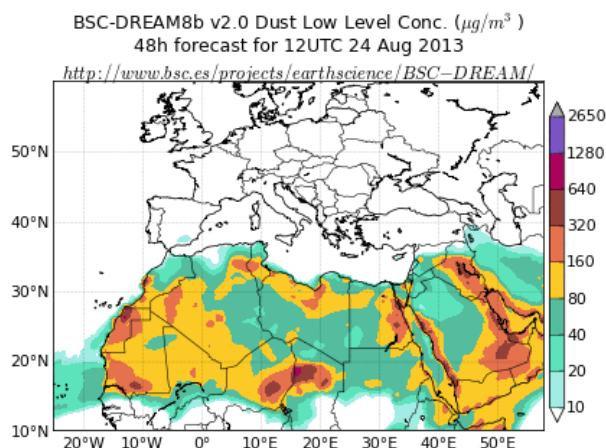 BSC-DREAM8b v2.0 Dust Low Level Conc. (μg/m³ )
48h forecast for 12UTC 24 Aug 2013
http://www.bsc.es/projects/earthscience/BSC−DREAM/
2650
1280
640
320
160
80
40
20
10
50°N
40°N
30°N
20°N
10°N
20°W 10°W 0° 10°E 20°E 30°E 40°E 50°E